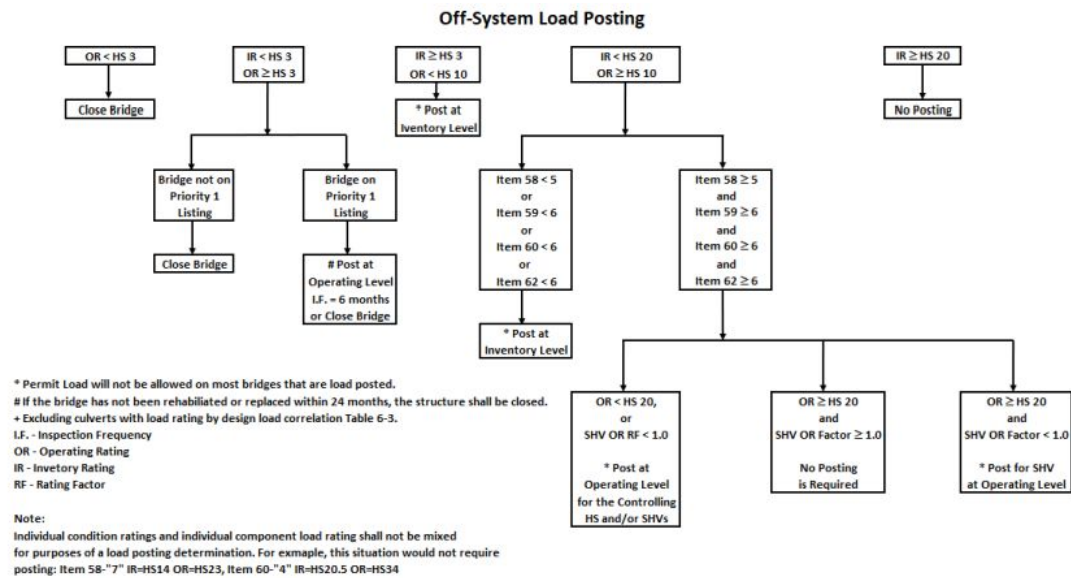 Off-System Load Posting
OR < HS 3
Close Bridge
IR < HS 3
OR ≥ HS 3
Bridge not on
Priority 1
Listing
Close Bridge
Bridge on
Priority 1
Listing
# Post at
Operating Level
I.F. = 6 months
or Close Bridge
IR ≥ HS 3
OR < HS 10
* Post at
Iventory Level
IR < HS 20
OR ≥ HS 10
Item 58 < 5
or
Item 59 < 6
or
Item 60 < 6
or
Item 62 < 6
* Post at
Inventory Level
Item 58 ≥ 5
and
Item 59 ≥ 6
and
Item 60 ≥ 6
and
Item 62 ≥ 6
OR < HS 20,
or
SHV OR RF < 1.0
* Post at
Operating Level
for the Controlling
HS and/or SHVs
OR ≥ HS 20
and
SHV OR Factor ≥ 1.0
No Posting
is Required
OR ≥ HS 20
and
SHV OR Factor < 1.0
* Post for SHV
at Operating Level
IR ≥ HS 20
No Posting
* Permit Load will not be allowed on most bridges that are load posted.
# If the bridge has not been rehabiliated or replaced within 24 months, the structure shall be closed.
+ Excluding culverts with load rating by design load correlation Table 6-3.
I.F. - Inspection Frequency
OR - Operating Rating
IR - Invetory Rating
RF - Rating Factor
Note:
Individual condition ratings and individual component load rating shall not be mixed
for purposes of a load posting determination. For exmaple, this situation would not require
posting: Item 58-"7" IR=HS14 OR=HS23, Item 60-"4" IR=HS20.5 OR=HS34